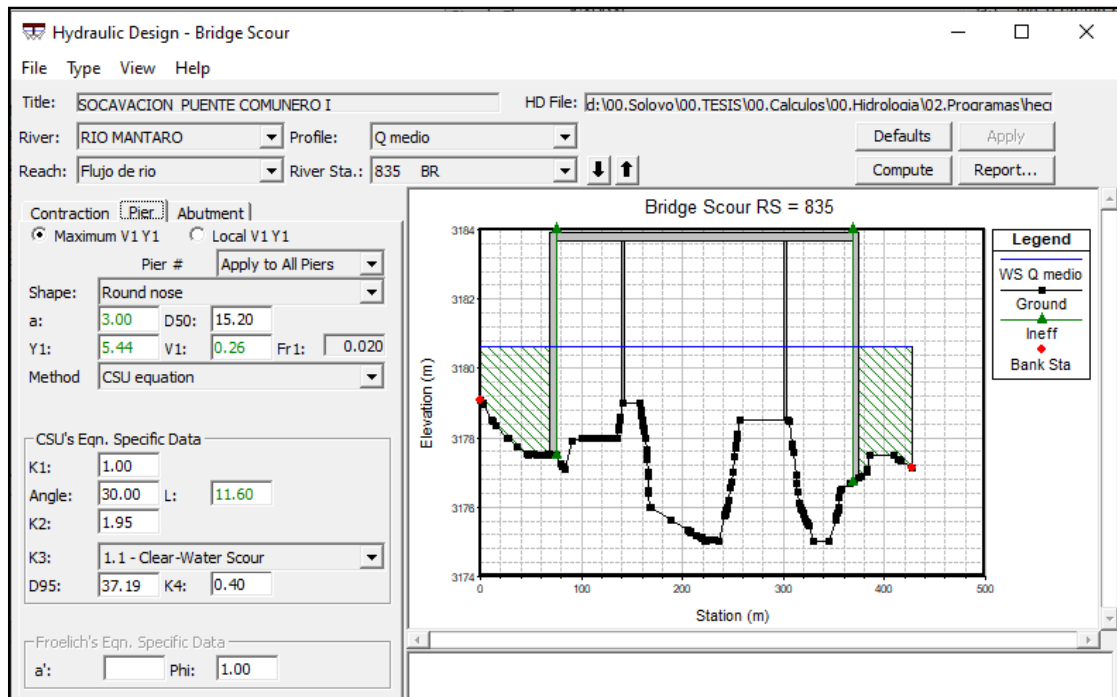 Hydraulic Design - Bridge Scour
File Type View Help
Title: SOCAVACION PUENTE COMUNERO I HD File: d:\00.Solovo\00.TESIS\00.Calculos\00.Hidrologia\02.Programas\hecr
River: RIO MANTARO Profile: Q medio Defaults Apply
Reach: Flujo de rio River Sta.: 835 BR Compute Report...
Contraction Pier Abutment
Maximum V1 Y1 Local V1 Y1
Pier # Apply to All Piers
Shape: Round nose
a: 3.00 D50: 15.20
Y1: 5.44 V1: 0.26 Fr1: 0.020
Method CSU equation
CSU's Eqn. Specific Data
K1: 1.00
Angle: 30.00 L: 11.60
K2: 1.95
K3: 1.1 - Clear-Water Scour
D95: 37.19 K4: 0.40
Froelich's Eqn. Specific Data
a': Phi: 1.00
Bridge Scour RS = 835
3184
3182
3180
3178
3176
3174
Elevation (m)
0 100 200 300 400 500
Station (m)
Legend
WS Q medio
Ground
Ineff
Bank Sta